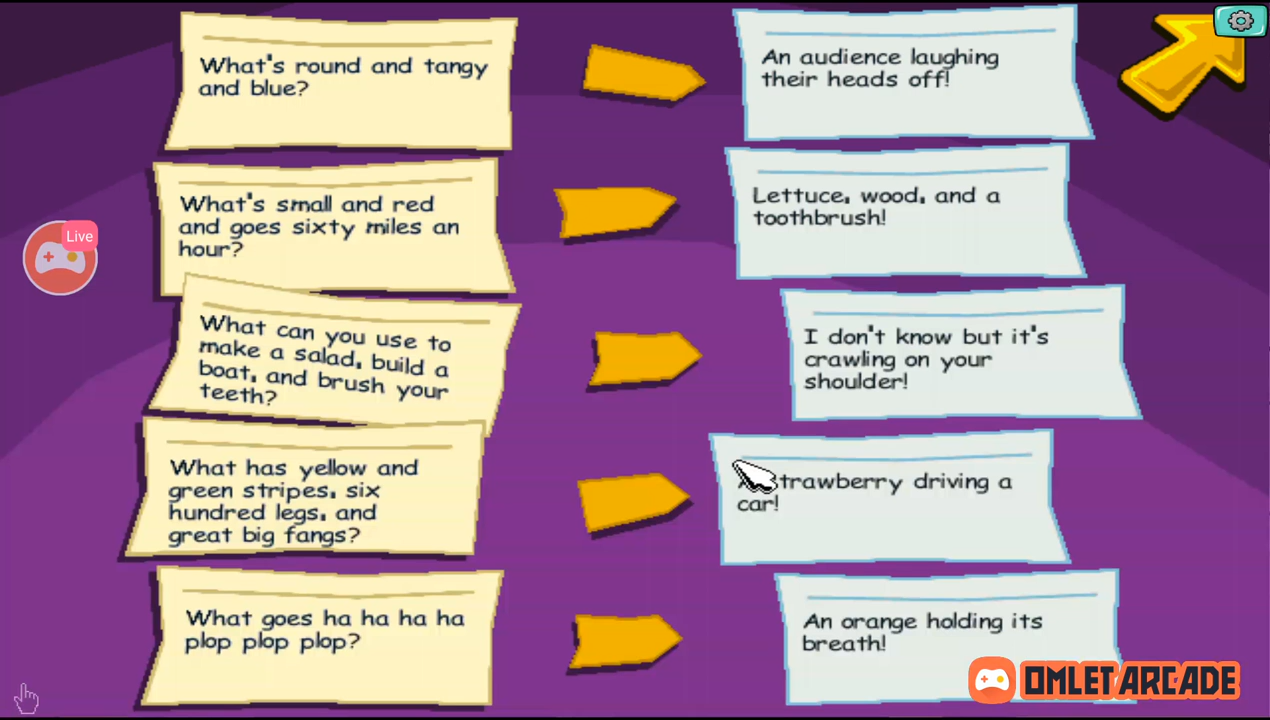 What's round and tangy
and blue?
An audience laughing
their heads off!
What's small and red
and goes sixty miles an
hour?
Lettuce, wood, and a
toothbrush!
Live
What can you use to
make a salad, build a
boat, and brush your
teeth?
I don't know but it's
crawling on your
shoulder!
What has yellow and
green stripes, six
hundred legs, and
great big fangs?
strawberry driving a
car!
What goes ha ha ha ha
plop plop plop?
An orange holding its
breath!
OMLET ARCADE